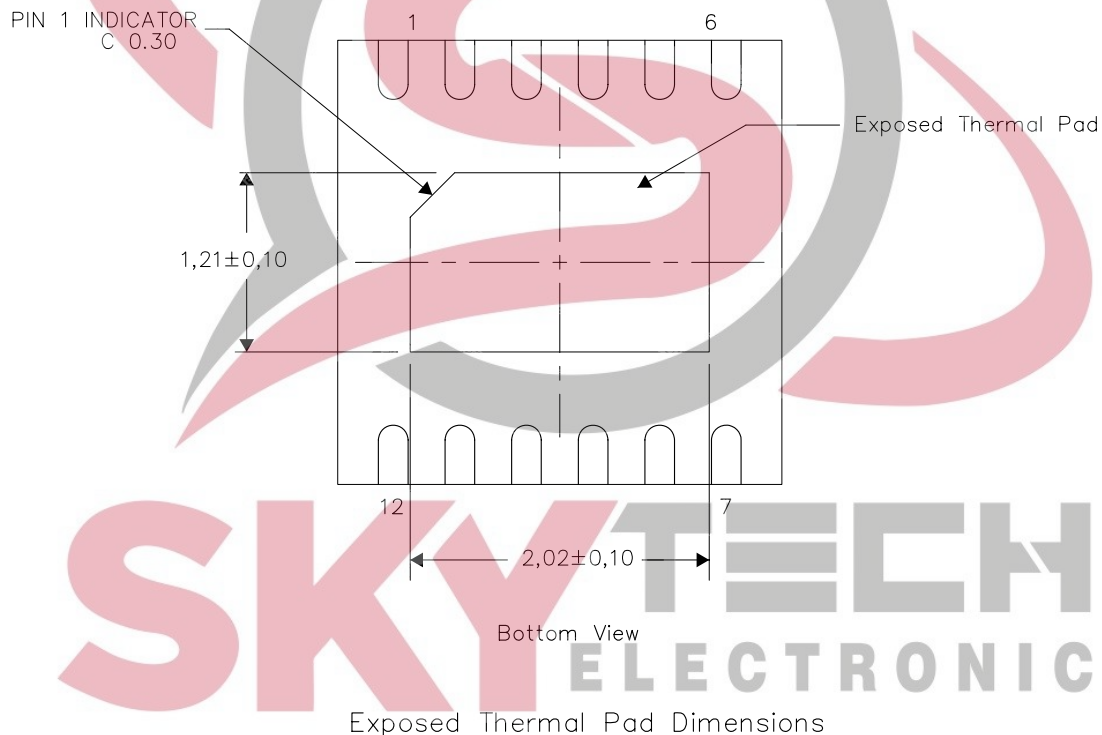 PIN 1 INDICATOR
C 0.30
1
6
Exposed Thermal Pad
1,21±0,10
12
7
2,02±0,10
Bottom View
SKYTECH
ELECTRONIC
Exposed Thermal Pad Dimensions